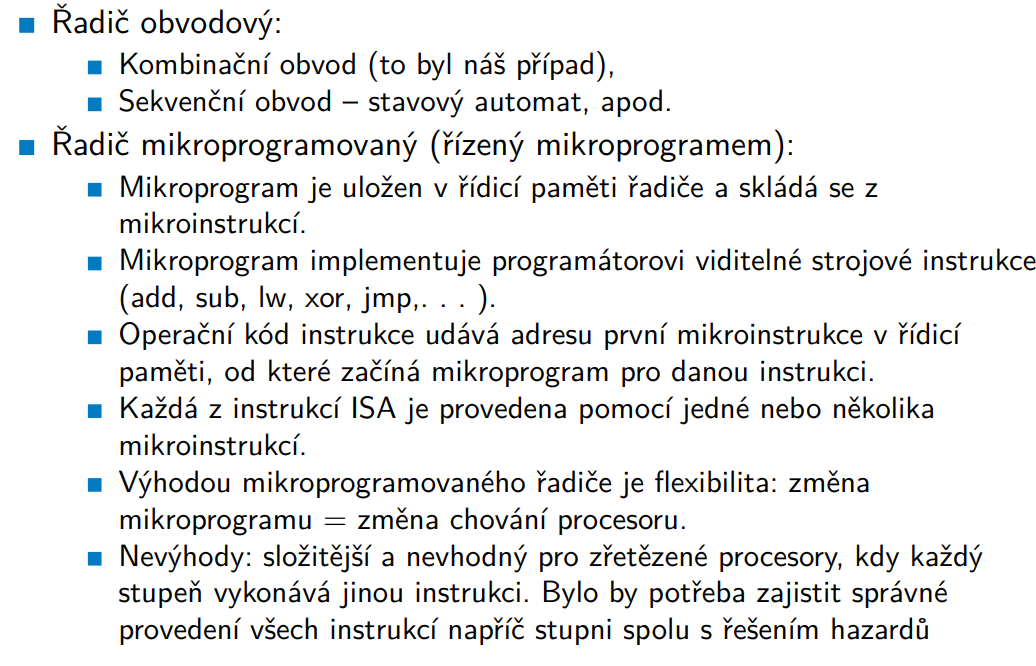 Řadič obvodový:
Kombinační obvod (to byl náš případ),
Sekvenční obvod – stavový automat, apod.
Řadič mikroprogramovaný (řízený mikroprogramem):
Mikroprogram je uložen v řídicí paměti řadiče a skládá se z
mikroinstrukcí.
Mikroprogram implementuje programátorovi viditelné strojové instrukce
(add, sub, lw, xor, jmp,. . . ).
Operační kód instrukce udává adresu první mikroinstrukce v řídicí
paměti, od které začíná mikroprogram pro danou instrukci.
Každá z instrukcí ISA je provedena pomocí jedné nebo několika
mikroinstrukcí.
Výhodou mikroprogramovaného řadiče je flexibilita: změna
mikroprogramu = změna chování procesoru.
Nevýhody: složitější a nevhodný pro zřetězené procesory, kdy každý
stupeň vykonává jinou instrukci. Bylo by potřeba zajistit správné
provedení všech instrukcí napříč stupni spolu s řešením hazardů